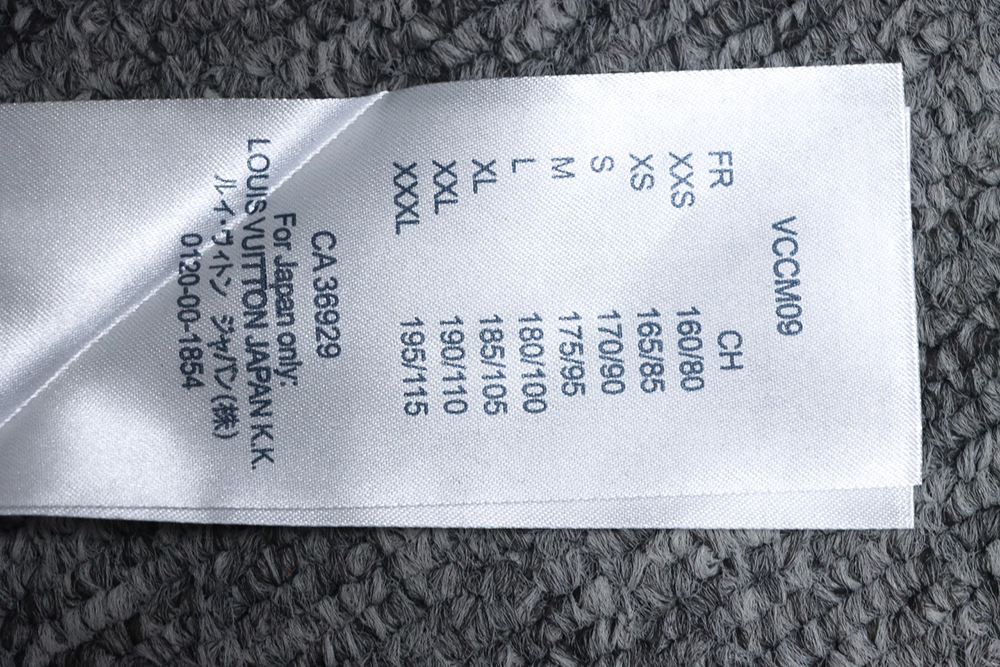 VCCM09
FR CH
XXS 160/80
XS 165/85
S 170/90
M 175/95
L 180/100
XL 185/105
XXL 190/110
XXXL 195/115
CA 36929
For Japan only:
LOUIS VUITTON JAPAN K.K.
ルイ・ヴィトン ジャパン(株)
0120-00-1854